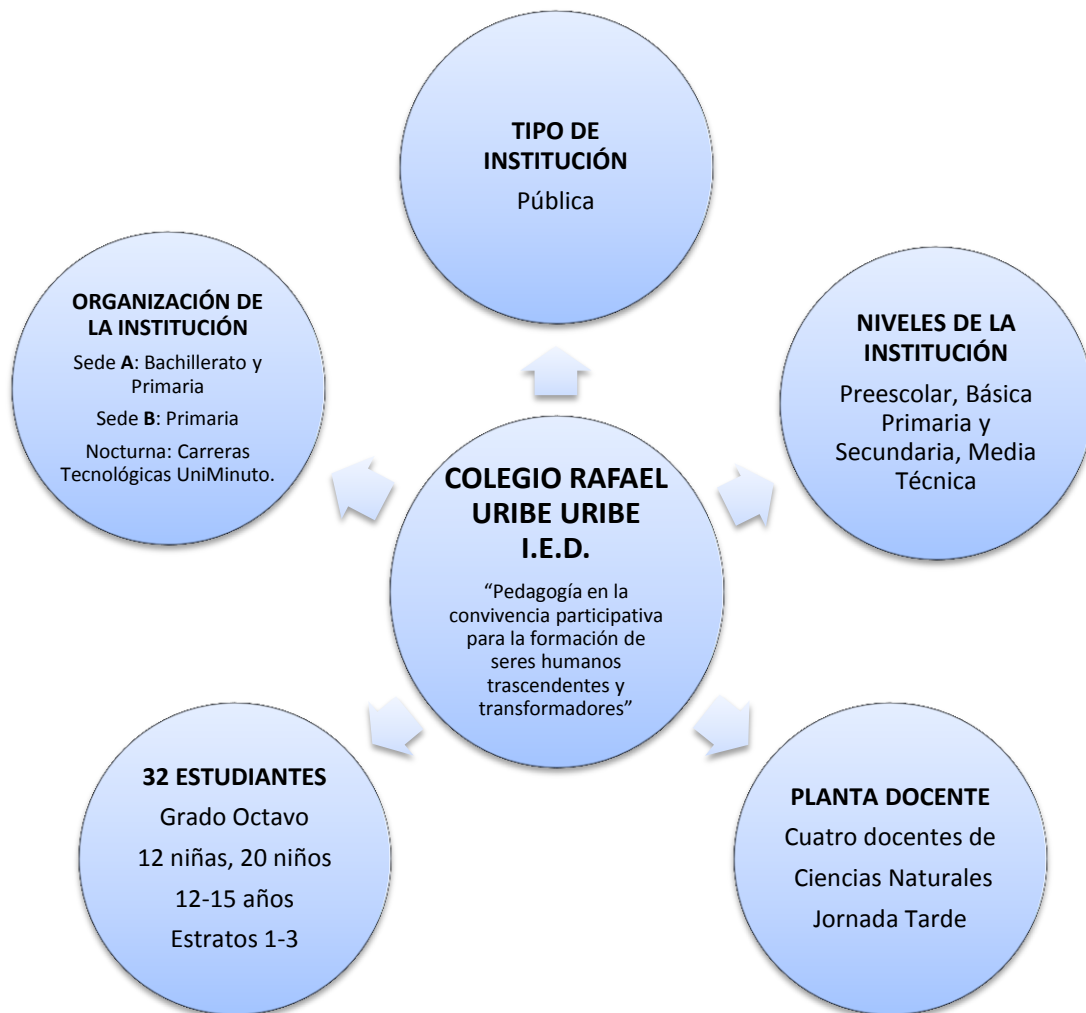 TIPO DE
INSTITUCIÓN
Pública
ORGANIZACIÓN DE
LA INSTITUCIÓN
Sede A: Bachillerato y
Primaria
Sede B: Primaria
Nocturna: Carreras
Tecnológicas UniMinuto.
NIVELES DE LA
INSTITUCIÓN
Preescolar, Básica
Primaria y
Secundaria, Media
Técnica
COLEGIO RAFAEL
URIBE URIBE
I.E.D.
“Pedagogía en la
convivencia participativa
para la formación de
seres humanos
trascendentes y
transformadores”
32 ESTUDIANTES
Grado Octavo
12 niñas, 20 niños
12-15 años
Estratos 1-3
PLANTA DOCENTE
Cuatro docentes de
Ciencias Naturales
Jornada Tarde